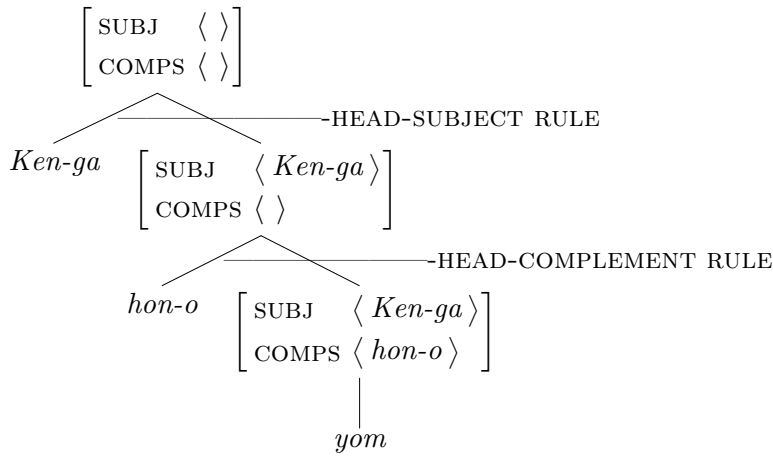 SUBJ ⟨ ⟩
COMPS ⟨ ⟩
-HEAD-SUBJECT RULE
Ken-ga
SUBJ ⟨ Ken-ga ⟩
COMPS ⟨ ⟩
-HEAD-COMPLEMENT RULE
hon-o
SUBJ ⟨ Ken-ga ⟩
COMPS ⟨ hon-o ⟩
yom